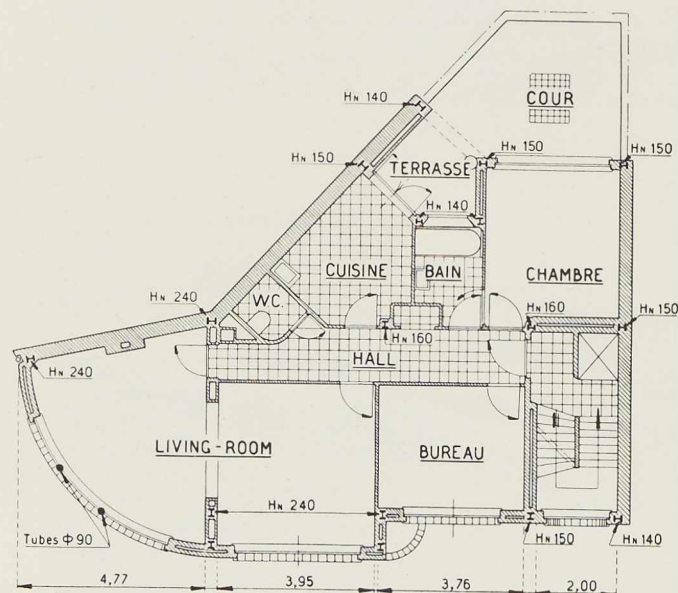 HN 140
COUR
HN 150
HN 150
HN 150
TERRASSE
HN 140
CUISINE
BAIN
CHAMBRE
HN 240
WC.
HN 160
HN 150
HN 160
HALL
HN 240
LIVING-ROOM
BUREAU
HN 240
Tubes Φ 90
HN 150
HN 140
4,77
3,95
3,76
2,00